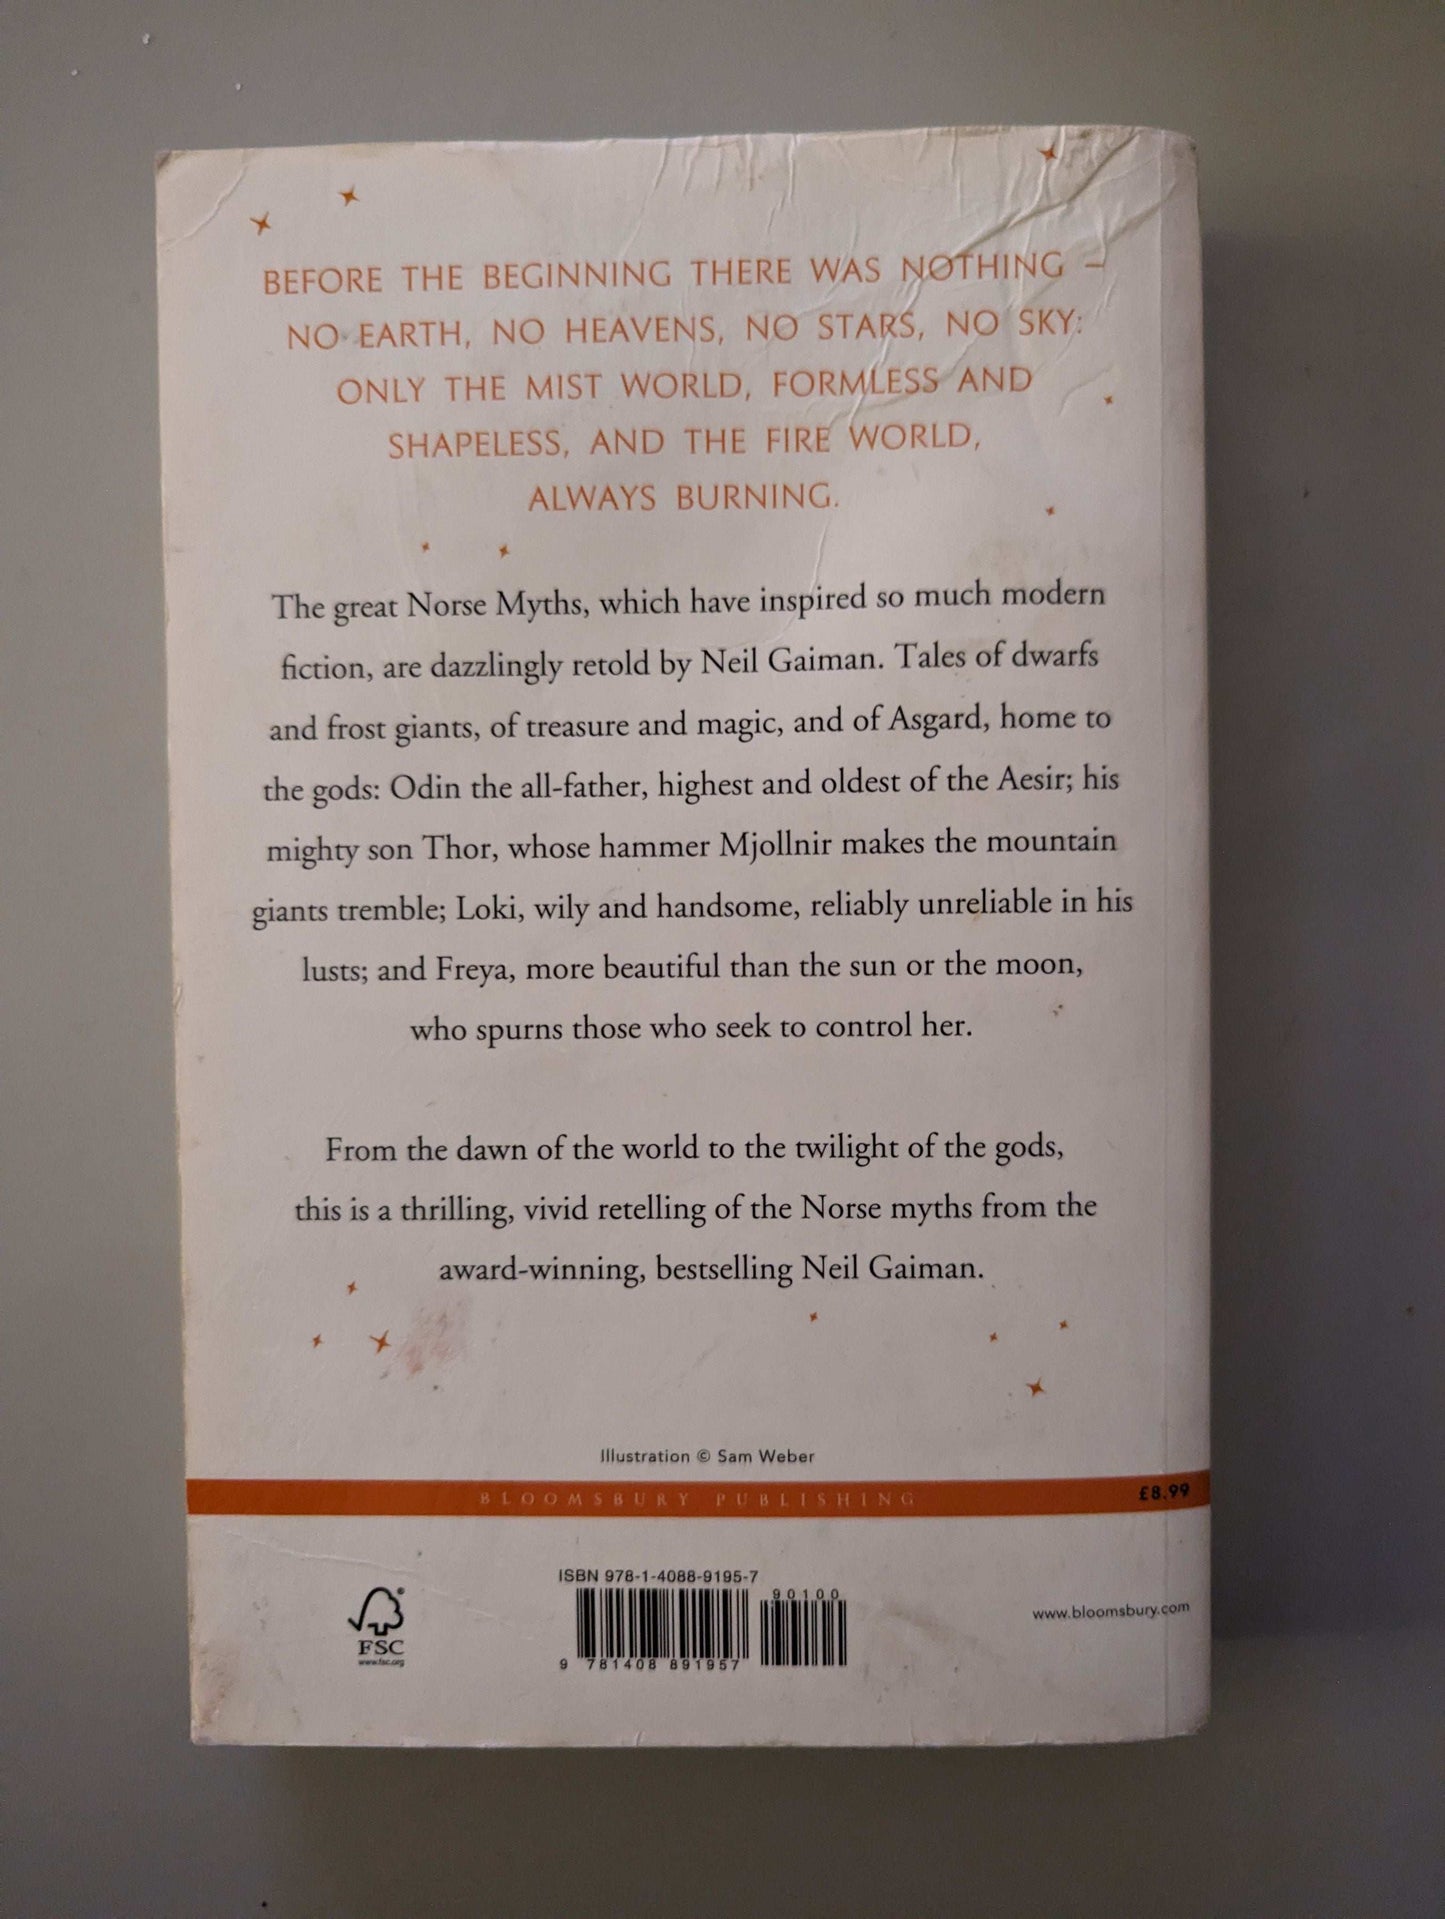 BEFORE THE BEGINNING THERE WAS NOTHING –
NO EARTH, NO HEAVENS, NO STARS, NO SKY:
ONLY THE MIST WORLD, FORMLESS AND
SHAPELESS, AND THE FIRE WORLD,
ALWAYS BURNING.
The great Norse Myths, which have inspired so much modern
fiction, are dazzlingly retold by Neil Gaiman. Tales of dwarfs
and frost giants, of treasure and magic, and of Asgard, home to
the gods: Odin the all-father, highest and oldest of the Aesir; his
mighty son Thor, whose hammer Mjollnir makes the mountain
giants tremble; Loki, wily and handsome, reliably unreliable in his
lusts; and Freya, more beautiful than the sun or the moon,
who spurns those who seek to control her.
From the dawn of the world to the twilight of the gods,
this is a thrilling, vivid retelling of the Norse myths from the
award-winning, bestselling Neil Gaiman.
Illustration © Sam Weber
BLOOMSBURY PUBLISHING
£8.99
ISBN 978-1-4088-9195-7
90100
9 781408 891957
FSC
www.fsc.org
www.bloomsbury.com